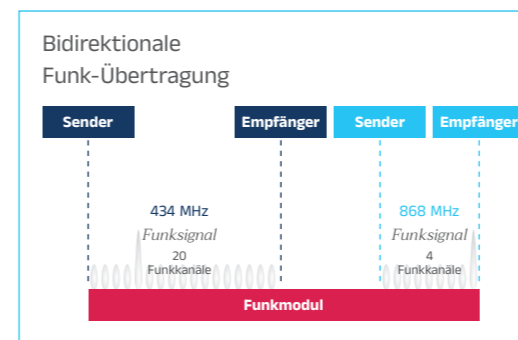 Bidirektionale
Funk-Übertragung
Sender
Empfänger
Sender
Empfänger
434 MHz
Funksignal
20
Funkkanäle
868 MHz
Funksignal
4
Funkkanäle
Funkmodul